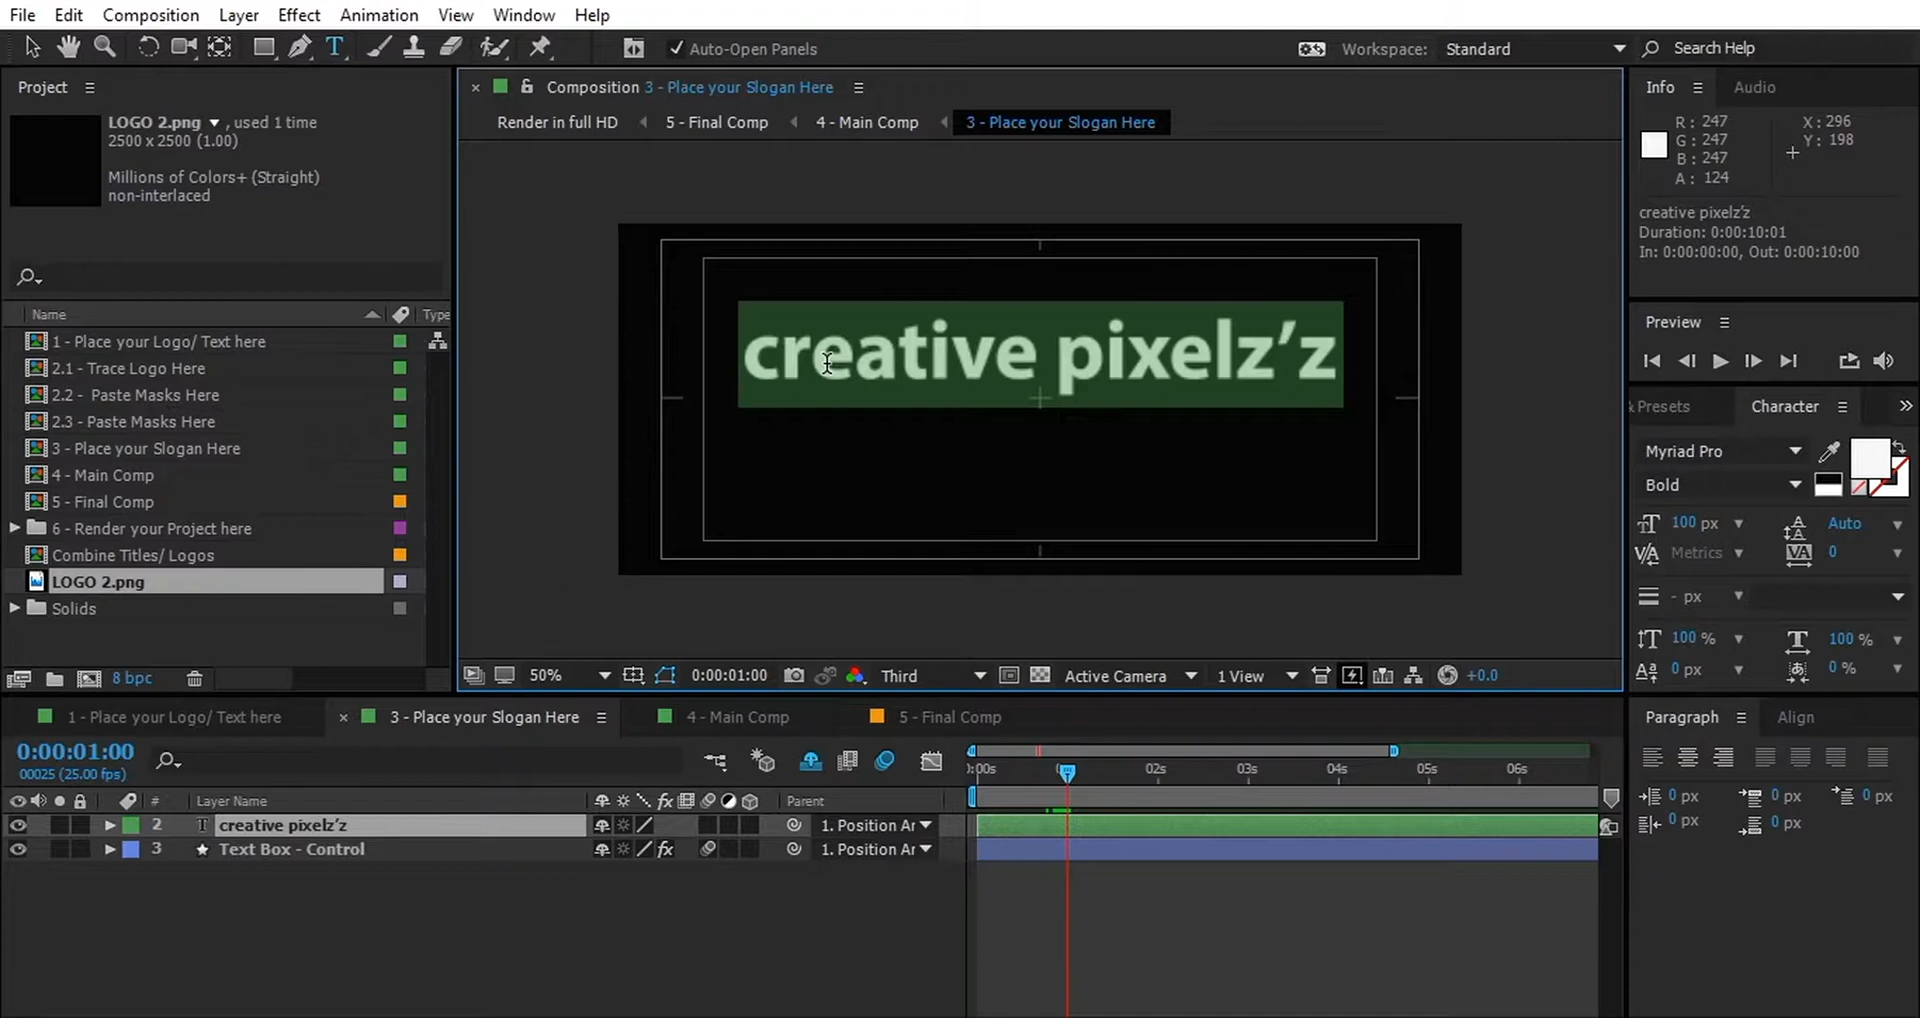 File Edit Composition Layer Effect Animation View Window Help
T Auto-Open Panels Workspace: Standard Search Help
Project
LOGO 2.png , used 1 time
2500 x 2500 (1.00)
Millions of Colors+ (Straight)
non-interlaced
Name Type
1 - Place your Logo/ Text here
2.1 - Trace Logo Here
2.2 - Paste Masks Here
2.3 - Paste Masks Here
3 - Place your Slogan Here
4 - Main Comp
5 - Final Comp
6 - Render your Project here
Combine Titles/ Logos
LOGO 2.png
Solids
8 bpc
Composition 3 - Place your Slogan Here
Render in full HD 5 - Final Comp 4 - Main Comp 3 - Place your Slogan Here
creative pixelz’z
50% 0:00:01:00 Third Active Camera 1 View +0.0
Info Audio
R: 247 X: 296
G: 247 Y: 198
B: 247
A: 124
creative pixelz’z
Duration: 0:00:10:01
In: 0:00:00:00, Out: 0:00:10:00
Preview
& Presets Character
Myriad Pro
Bold
100 px Auto
Metrics 0
- px
100 % 100 %
0 px 0 %
Paragraph Align
0 px 0 px 0 px
0 px 0 px
1 - Place your Logo/ Text here 3 - Place your Slogan Here 4 - Main Comp 5 - Final Comp
0:00:01:00
00025 (25.00 fps)
):00s 02s 03s 04s 05s 06s
# Layer Name fx Parent
2 T creative pixelz’z 1. Position Ar
3 Text Box - Control fx 1. Position Ar